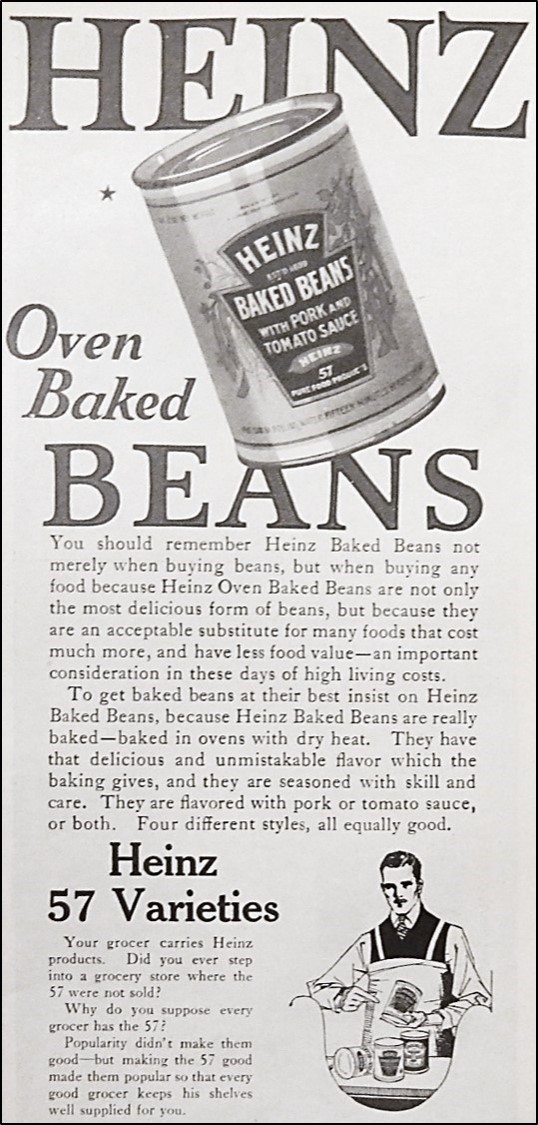 HEINZ
HEINZ
EST'D 1869
BAKED BEANS
WITH PORK AND
TOMATO SAUCE
HEINZ
57
PURE FOOD PRODUCTS
Oven
Baked
BEANS
You should remember Heinz Baked Beans not
merely when buying beans, but when buying any
food because Heinz Oven Baked Beans are not only
the most delicious form of beans, but because they
are an acceptable substitute for many foods that cost
much more, and have less food value—an important
consideration in these days of high living costs.
To get baked beans at their best insist on Heinz
Baked Beans, because Heinz Baked Beans are really
baked—baked in ovens with dry heat. They have
that delicious and unmistakable flavor which the
baking gives, and they are seasoned with skill and
care. They are flavored with pork or tomato sauce,
or both. Four different styles, all equally good.
Heinz
57 Varieties
Your grocer carries Heinz
products. Did you ever step
into a grocery store where the
57 were not sold?
Why do you suppose every
grocer has the 57?
Popularity didn't make them
good—but making the 57 good
made them popular so that every
good grocer keeps his shelves
well supplied for you.